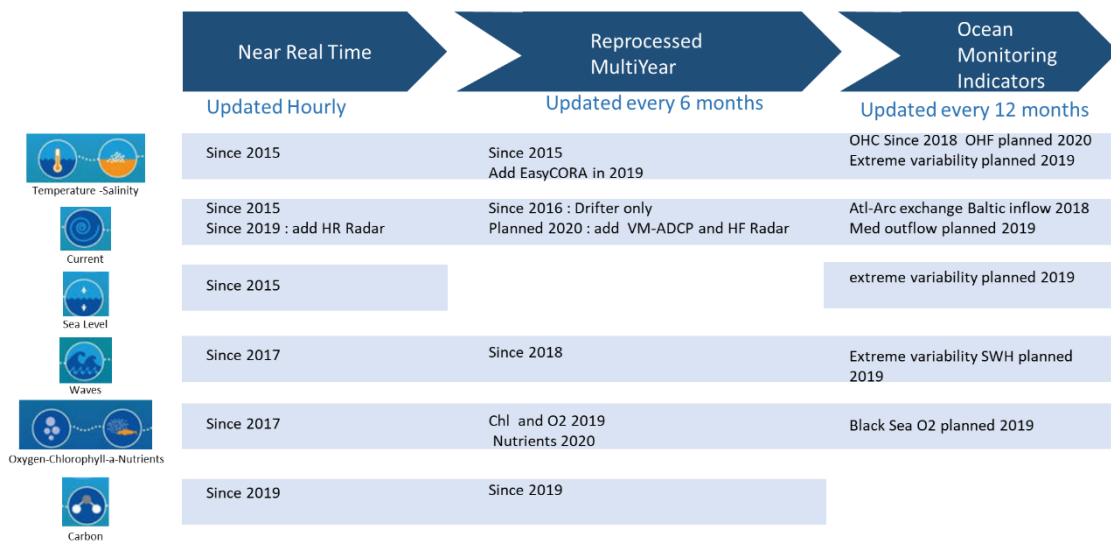 Near Real Time
Reprocessed
MultiYear
Ocean
Monitoring
Indicators
Updated Hourly
Updated every 6 months
Updated every 12 months
Temperature -Salinity
Since 2015
Since 2015
Add EasyCORA in 2019
OHC Since 2018  OHF planned 2020
Extreme variability planned 2019
Current
Since 2015
Since 2019 : add HR Radar
Since 2016 : Drifter only
Planned 2020 : add  VM-ADCP and HF Radar
Atl-Arc exchange Baltic inflow 2018
Med outflow planned 2019
Sea Level
Since 2015
extreme variability planned 2019
Waves
Since 2017
Since 2018
Extreme variability SWH planned
2019
Oxygen-Chlorophyll-a-Nutrients
Since 2017
Chl  and O2 2019
Nutrients 2020
Black Sea O2 planned 2019
Carbon
Since 2019
Since 2019